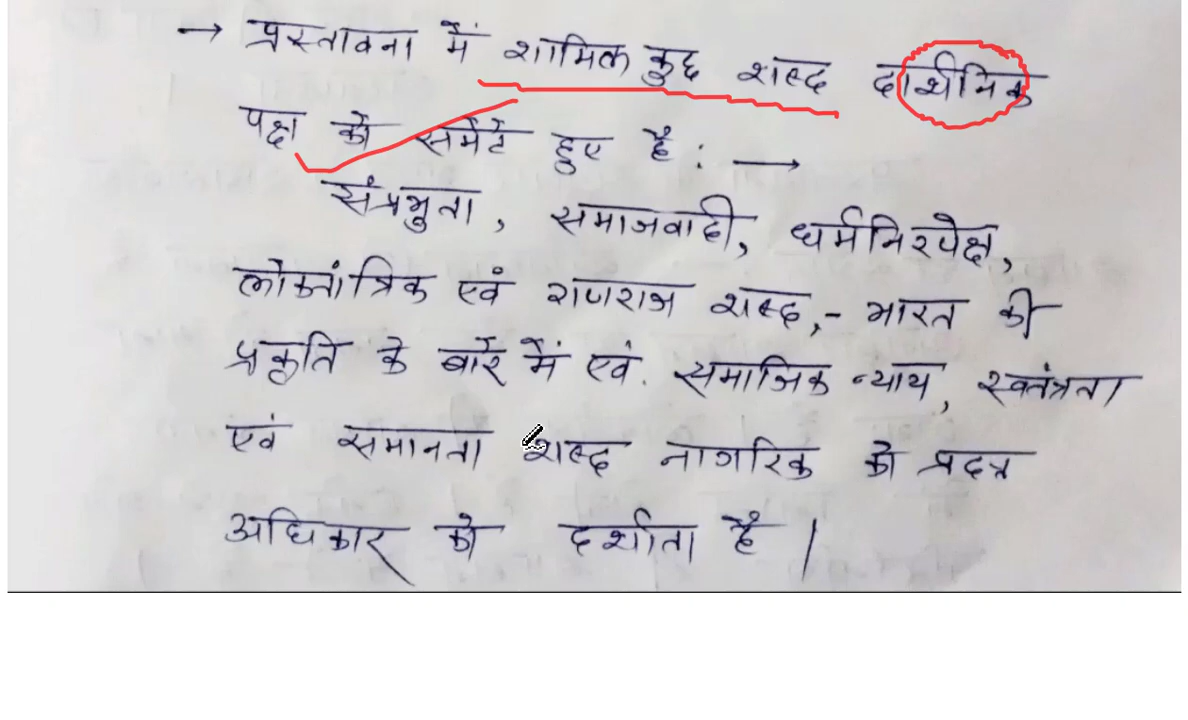 → प्रस्तावना में शामिल कुछ शब्द दार्शनिक
पक्ष को समेटे हुए है : →
संप्रभुता, समाजवादी, धर्मनिरपेक्ष,
लोक्तांत्रिक एवं गणराज शब्द,- भारत की
प्रकृति के बारे में एवं. समाजिक न्याय, स्वतंत्रता
एवं समानता शब्द नागरिक को प्रदत्र
अधिकार को दर्शाता है |